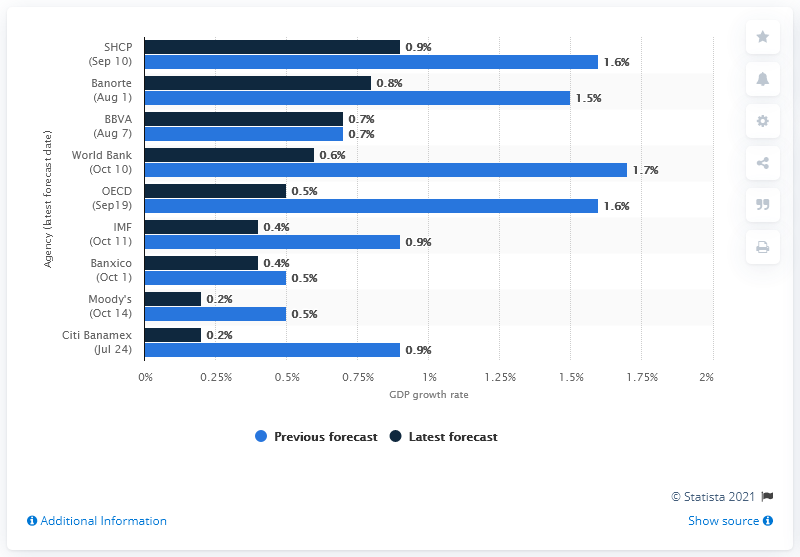 SHCP
(Sep 10)
0.9%
1.6%
Banorte
(Aug 1)
0.8%
1.5%
BBVA
(Aug 7)
0.7%
0.7%
World Bank
(Oct 10)
0.6%
1.7%
OECD
(Sep19)
0.5%
1.6%
IMF
(Oct 11)
0.4%
0.9%
Banxico
(Oct 1)
0.4%
0.5%
Moody's
(Oct 14)
0.2%
0.5%
Citi Banamex
(Jul 24)
0.2%
0.9%
Agency (latest forecast date)
0% 0.25% 0.5% 0.75% 1% 1.25% 1.5% 1.75% 2%
GDP growth rate
Previous forecast Latest forecast
© Statista 2021
Additional Information Show source